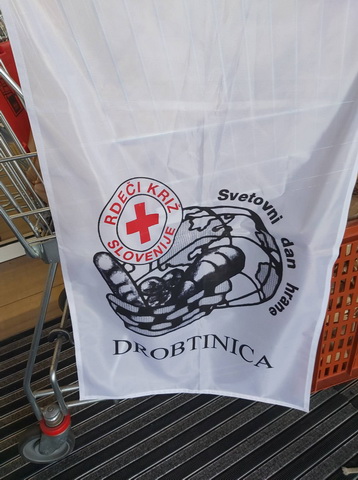 RDEČI KRIŽ
SLOVENIJE
Svetovni dan hrane
DROBTINICA